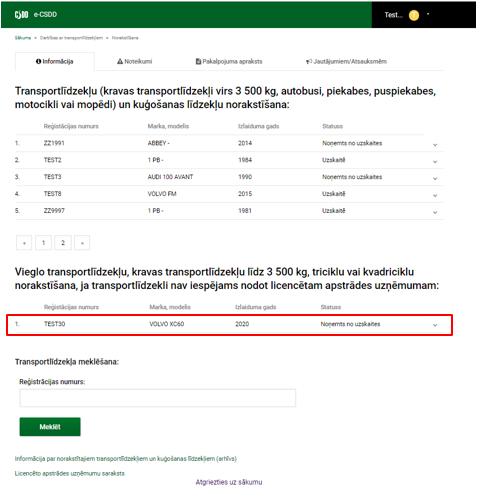 CSDD e-CSDD Test...
Sākums » Darbības ar transportlīdzekļiem » Norakstīšana
Informācija Noteikumi Pakalpojuma apraksts Jautājumiem/Atsauksmēm
Transportlīdzekļu (kravas transportlīdzekļi virs 3 500 kg, autobusi, piekabes, puspiekabes,
motocikli vai mopēdi) un kuģošanas līdzekļu norakstīšana:
Reģistācijas numurs Marka, modelis Izlaiduma gads Statuss
1. ZZ1991 ABBEY - 2014 Noņemts no uzskaites
2. TEST2 1 PB - 1984 Uzskaitē
3. TEST3 AUDI 100 AVANT 1990 Noņemts no uzskaites
4. TEST8 VOLVO FM 2015 Uzskaitē
5. ZZ9997 1 PB - 1981 Uzskaitē
« 1 2 »
Vieglo transportlīdzekļu, kravas transportlīdzekļu līdz 3 500 kg, triciklu vai kvadriciklu
norakstīšana, ja transportlīdzekli nav iespējams nodot licencētam apstrādes uzņēmumam:
Reģistācijas numurs Marka, modelis Izlaiduma gads Statuss
1. TEST30 VOLVO XC60 2020 Noņemts no uzskaites
Transportlīdzekļa meklēšana:
Reģistrācijas numurs:
Meklēt
Informācija par norakstītajiem transportlīdzekļiem un kuģošanas līdzekļiem (arhīvs)
Licencēto apstrādes uzņēmumu saraksts
Atgriezties uz sākumu